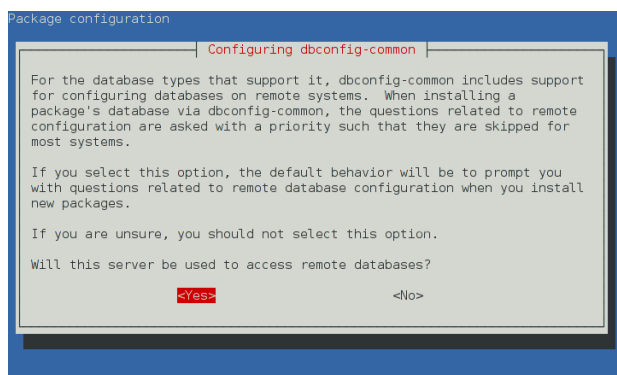 Package configuration
Configuring dbconfig-common
For the database types that support it, dbconfig-common includes support
for configuring databases on remote systems.  When installing a
package's database via dbconfig-common, the questions related to remote
configuration are asked with a priority such that they are skipped for
most systems.
If you select this option, the default behavior will be to prompt you
with questions related to remote database configuration when you install
new packages.
If you are unsure, you should not select this option.
Will this server be used to access remote databases?
<Yes> <No>